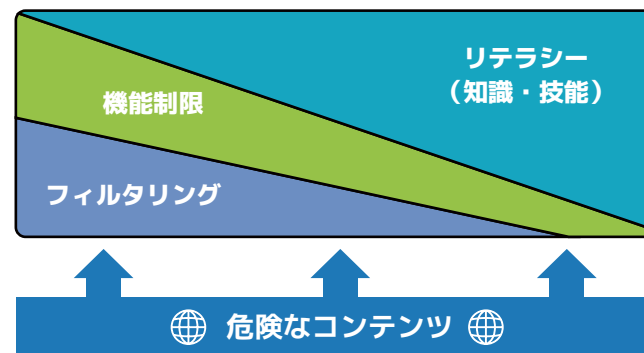 リテラシー
（知識・技能）
機能制限
フィルタリング
危険なコンテンツ